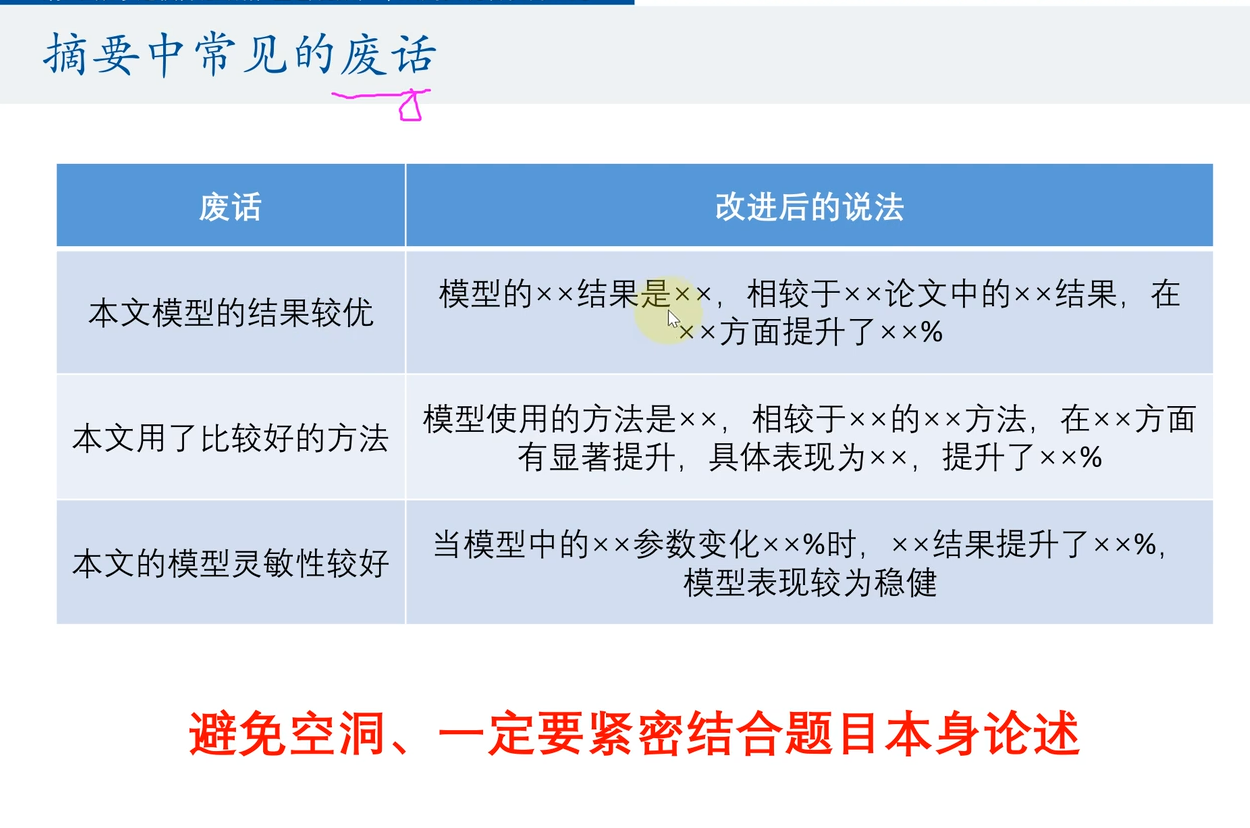 摘要中常见的废话
废话
改进后的说法
本文模型的结果较优
模型的××结果是××，相较于××论文中的××结果，在
××方面提升了××%
本文用了比较好的方法
模型使用的方法是××，相较于××的××方法，在××方面
有显著提升，具体表现为××，提升了××%
本文的模型灵敏性较好
当模型中的××参数变化××%时，××结果提升了××%，
模型表现较为稳健
避免空洞、一定要紧密结合题目本身论述